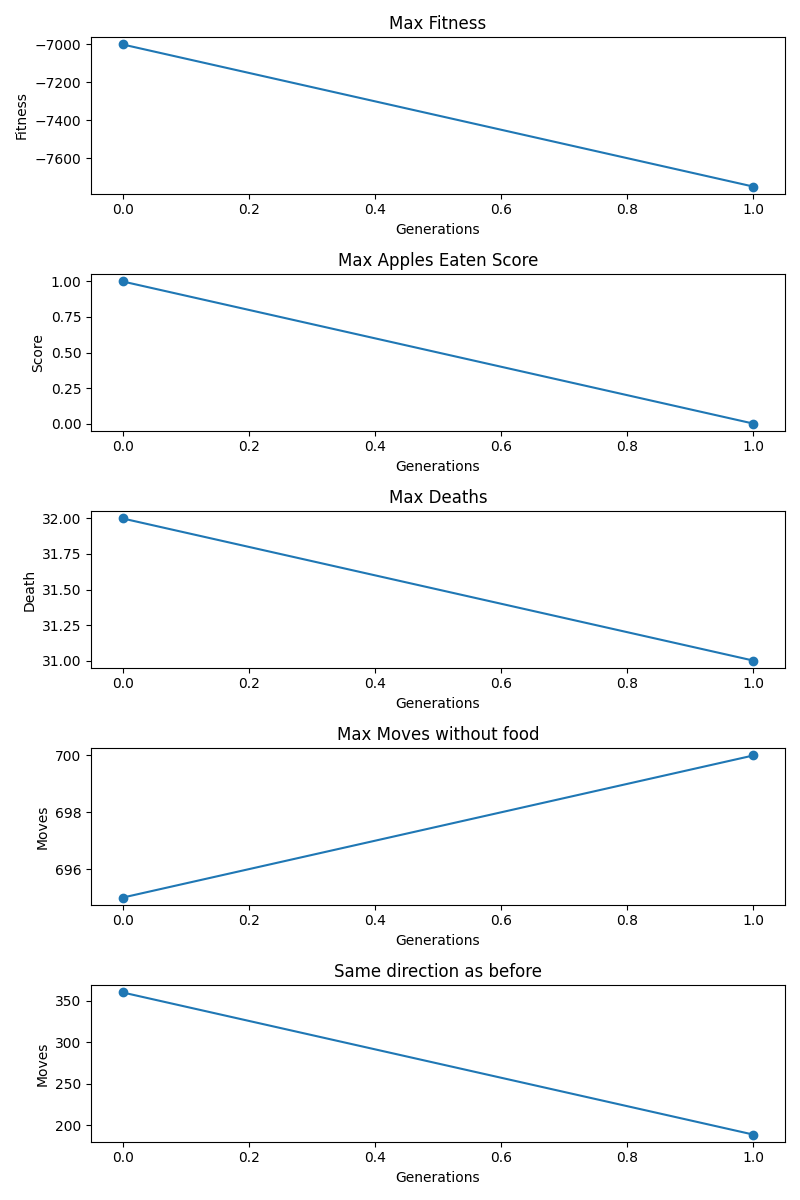 Max Fitness
−7000
−7200
−7400
−7600
Fitness
0.0 0.2 0.4 0.6 0.8 1.0
Generations
Max Apples Eaten Score
1.00
0.75
0.50
0.25
0.00
Score
0.0 0.2 0.4 0.6 0.8 1.0
Generations
Max Deaths
32.00
31.75
31.50
31.25
31.00
Death
0.0 0.2 0.4 0.6 0.8 1.0
Generations
Max Moves without food
700
698
696
Moves
0.0 0.2 0.4 0.6 0.8 1.0
Generations
Same direction as before
350
300
250
200
Moves
0.0 0.2 0.4 0.6 0.8 1.0
Generations